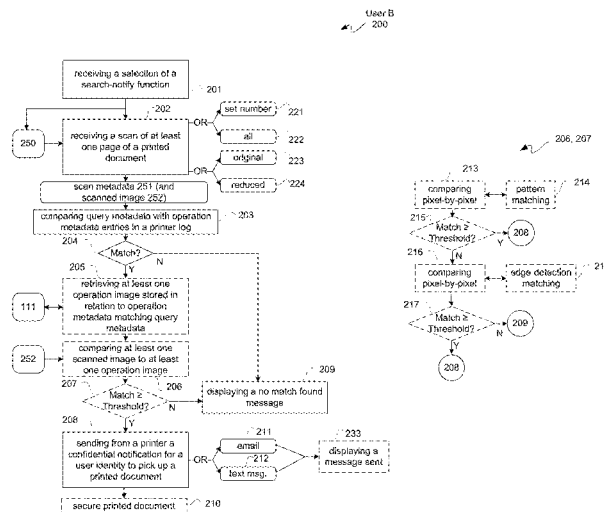 User B
200
receiving a selection of a
search-notify function
201
202
250
receiving a scan of at least
one page of a printed
document
OR
set number
221
all
222
OR
original
223
reduced
224
scan metadata 251 (and
scanned image 252)
comparing query metadata with operation
metadata entries in a printer log
203
204
Match?
Y
N
205
retrieving at least one
operation image stored in
relation to operation
metadata matching query
metadata
111
252
comparing at least one
scanned image to at least
one operation image
206
207
Match ≥
Threshold?
N
Y
209
displaying a no match found
message
208
sending from a printer a
confidential notification for a
user identity to pick up a
printed document
OR
211
email
212
text msg.
233
displaying a
message sent
secure printed document
210
206, 207
213
comparing
pixel-by-pixel
pattern
matching
214
215
Match ≥
Threshold?
Y
208
N
216
comparing
pixel-by-pixel
edge detection
matching
21
217
Match ≥
Threshold?
N
209
Y
208